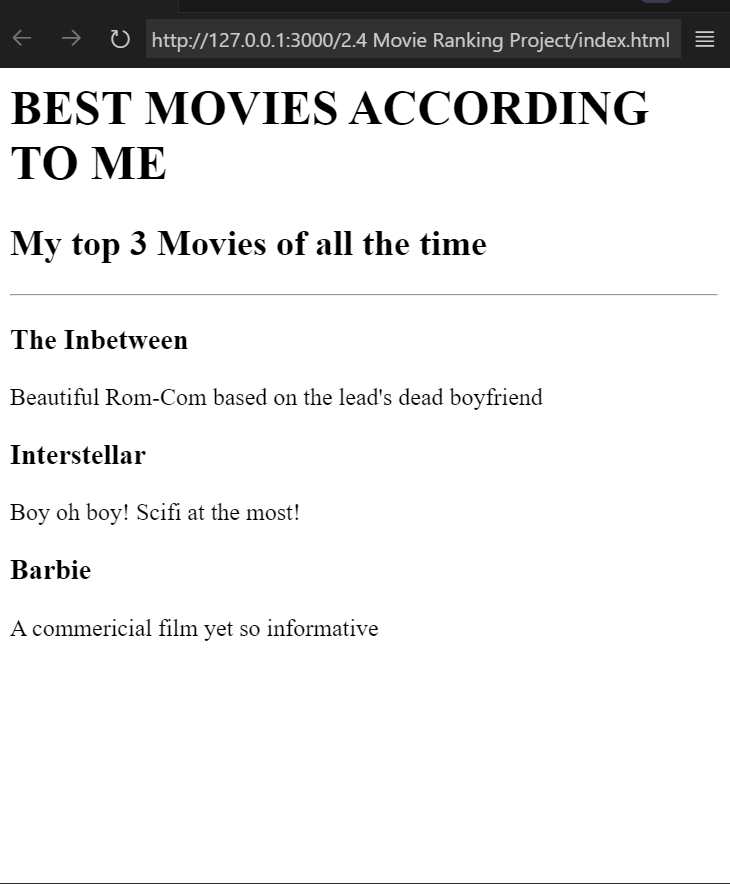 http://127.0.0.1:3000/2.4 Movie Ranking Project/index.html
BEST MOVIES ACCORDING
TO ME
My top 3 Movies of all the time
The Inbetween
Beautiful Rom-Com based on the lead's dead boyfriend
Interstellar
Boy oh boy! Scifi at the most!
Barbie
A commericial film yet so informative